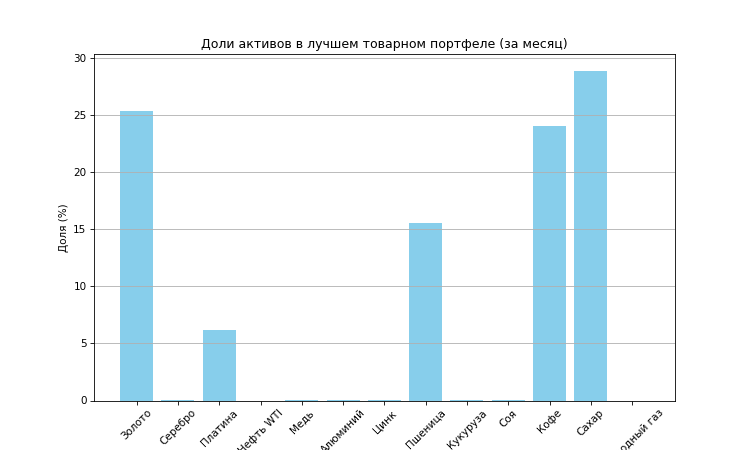 Доли активов в лучшем товарном портфеле (за месяц)
30
25
20
15
10
5
0
Доля (%)
Золото
Серебро
Платина
Нефть WTI
Медь
Алюминий
Цинк
Пшеница
Кукуруза
Соя
Кофе
Сахар
газ